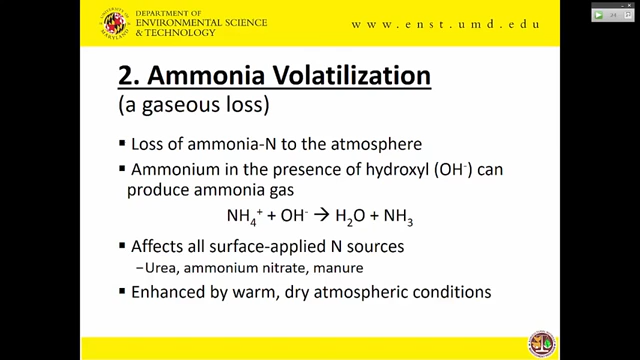 DEPARTMENT OF
ENVIRONMENTAL SCIENCE
& TECHNOLOGY
www.enst.umd.edu
2. Ammonia Volatilization
(a gaseous loss)
▪ Loss of ammonia-N to the atmosphere
▪ Ammonium in the presence of hydroxyl (OH⁻) can
produce ammonia gas
NH₄⁺ + OH⁻ → H₂O + NH₃
▪ Affects all surface-applied N sources
–Urea, ammonium nitrate, manure
▪ Enhanced by warm, dry atmospheric conditions